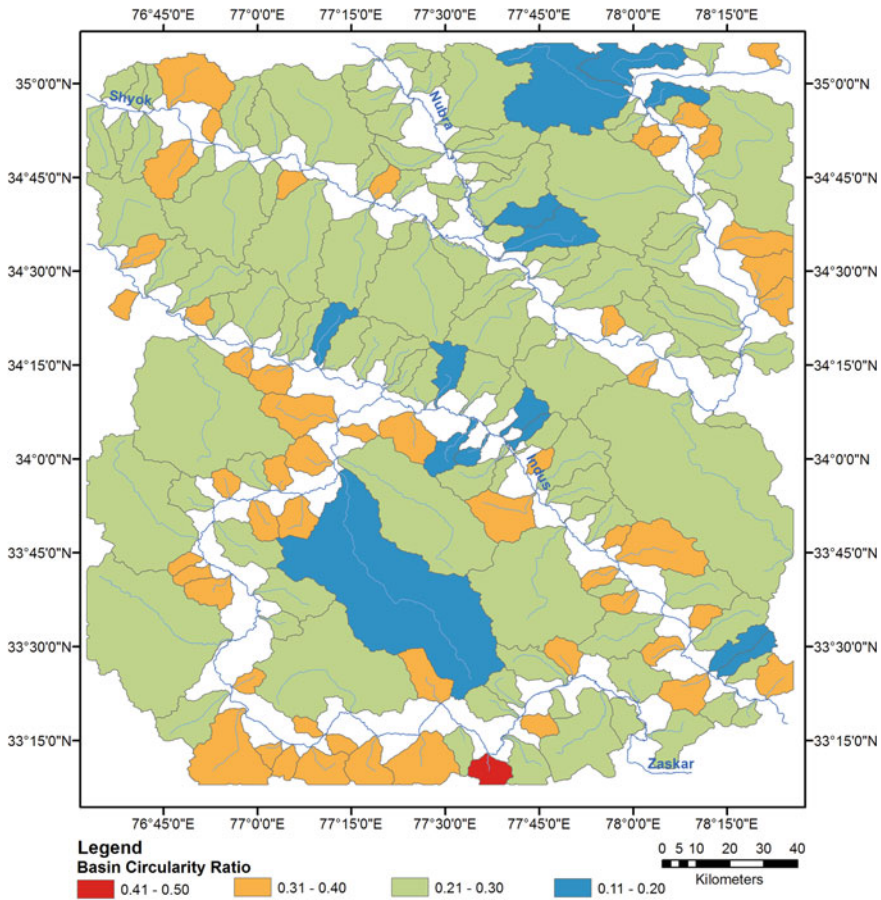 76°45'0"E 77°0'0"E 77°15'0"E 77°30'0"E 77°45'0"E 78°0'0"E 78°15'0"E
35°0'0"N 35°0'0"N
Shyok
Nubra
34°45'0"N 34°45'0"N
34°30'0"N 34°30'0"N
34°15'0"N 34°15'0"N
34°0'0"N 34°0'0"N
Indus
33°45'0"N 33°45'0"N
33°30'0"N 33°30'0"N
33°15'0"N 33°15'0"N
Zaskar
76°45'0"E 77°0'0"E 77°15'0"E 77°30'0"E 77°45'0"E 78°0'0"E 78°15'0"E
Legend
Basin Circularity Ratio
0.41 - 0.50 0.31 - 0.40 0.21 - 0.30 0.11 - 0.20
0 5 10 20 30 40
Kilometers